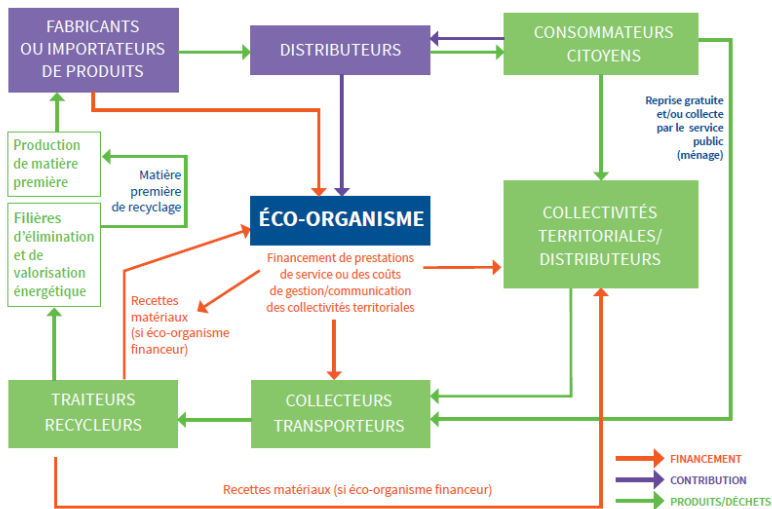 FABRICANTS
OU IMPORTATEURS
DE PRODUITS
DISTRIBUTEURS
CONSOMMATEURS
CITOYENS
Reprise gratuite
et/ou collecte
par le service
public
(ménage)
Production
de matière
première
Matière
première
de recyclage
Filières
d'élimination
et de
valorisation
énergétique
ÉCO-ORGANISME
COLLECTIVITÉS
TERRITORIALES/
DISTRIBUTEURS
Financement de prestations
de service ou des coûts
de gestion/communication
des collectivités territoriales
Recettes
matériaux
(si éco-organisme
financeur)
TRAITEURS
RECYCLEURS
COLLECTEURS
TRANSPORTEURS
Recettes matériaux (si éco-organisme financeur)
FINANCEMENT
CONTRIBUTION
PRODUITS/DÉCHETS